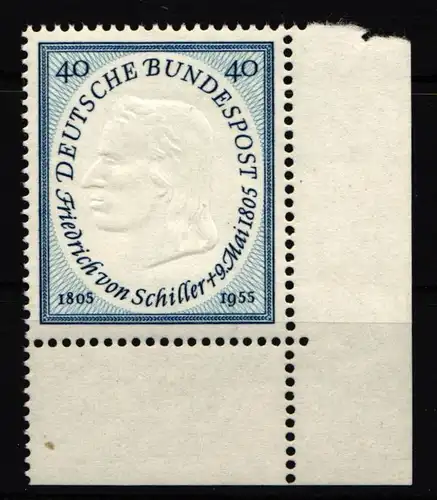 40 40
DEUTSCHE BUNDESPOST
Friedrich von Schiller + 9. Mai 1805
1805 1955